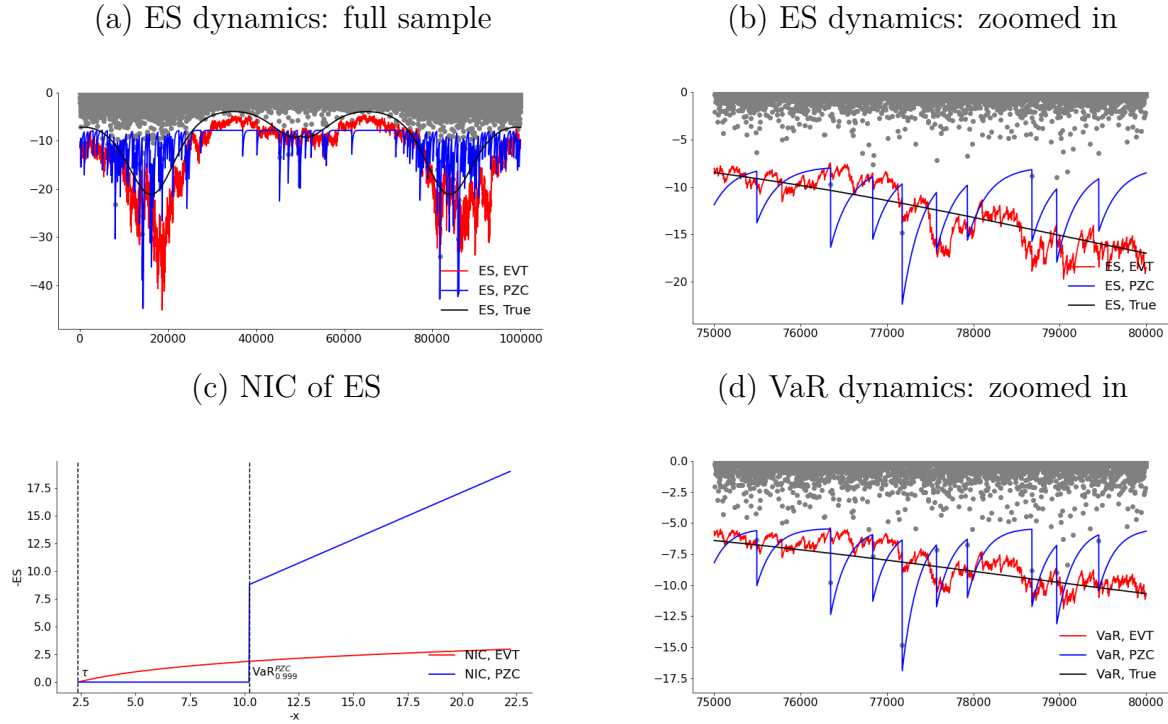 (a) ES dynamics: full sample
(b) ES dynamics: zoomed in
0
−10
−20
−30
−40
0
20000
40000
60000
80000
100000
ES, EVT
ES, PZC
ES, True
0
−5
−10
−15
−20
75000
76000
77000
78000
79000
80000
ES, EVT
ES, PZC
ES, True
(c) NIC of ES
(d) VaR dynamics: zoomed in
-ES
17.5
15.0
12.5
10.0
7.5
5.0
2.5
0.0
τ
VaR^{PZC}_{0.999}
NIC, EVT
NIC, PZC
2.5
5.0
7.5
10.0
12.5
15.0
17.5
20.0
22.5
-x
0.0
−2.5
−5.0
−7.5
−10.0
−12.5
−15.0
−17.5
75000
76000
77000
78000
79000
80000
VaR, EVT
VaR, PZC
VaR, True